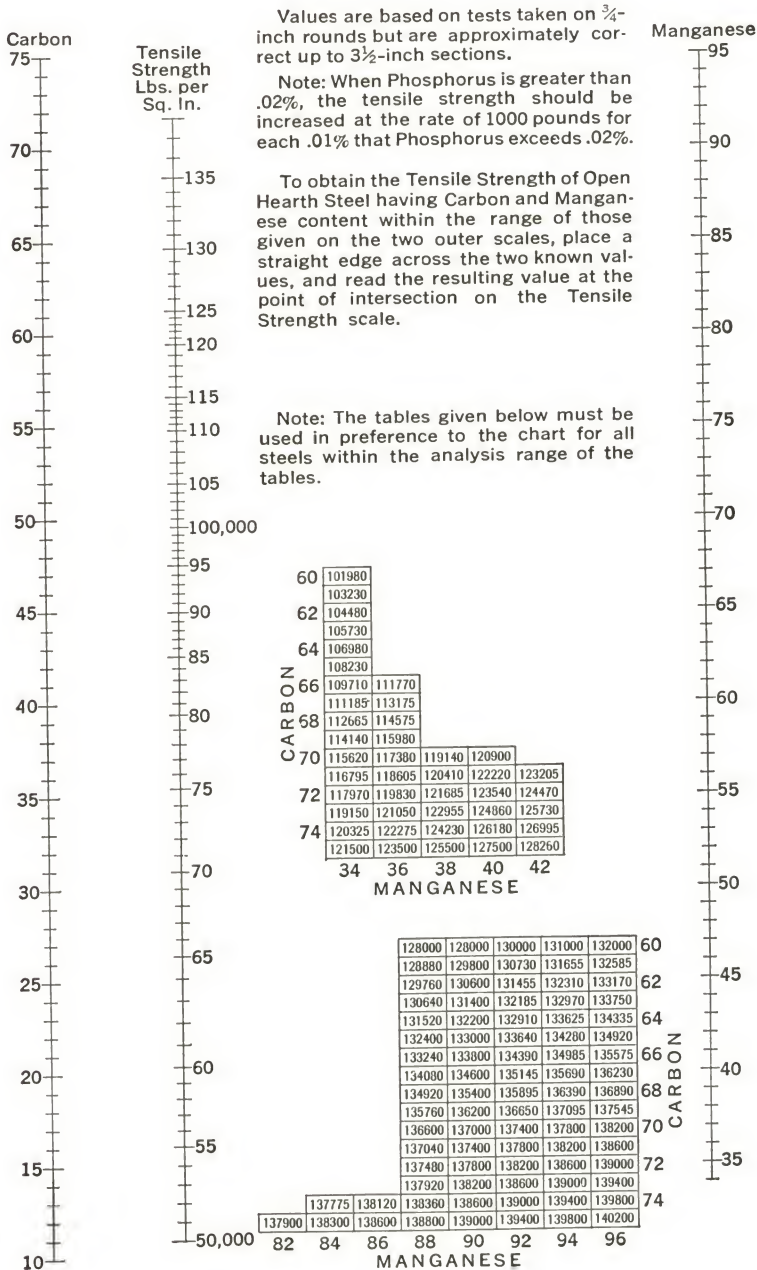 Values are based on tests taken on ¾-
inch rounds but are approximately cor-
rect up to 3½-inch sections.
Note: When Phosphorus is greater than
.02%, the tensile strength should be
increased at the rate of 1000 pounds for
each .01% that Phosphorus exceeds .02%.
To obtain the Tensile Strength of Open
Hearth Steel having Carbon and Mangan-
ese content within the range of those
given on the two outer scales, place a
straight edge across the two known val-
ues, and read the resulting value at the
point of intersection on the Tensile
Strength scale.
Note: The tables given below must be
used in preference to the chart for all
steels within the analysis range of the
tables.
Carbon
75
70
65
60
55
50
45
40
35
30
25
20
15
10
Tensile
Strength
Lbs. per
Sq. In.
135
130
125
120
115
110
105
100,000
95
90
85
80
75
70
65
60
55
50,000
Manganese
95
90
85
80
75
70
65
60
55
50
45
40
35
CARBON
60 101980
103230
62 104480
105730
64 106980
108230
66 109710 111770
111185 113175
68 112665 114575
114140 115980
70 115620 117380 119140 120900
116795 118605 120410 122220 123205
72 117970 119830 121685 123540 124470
119150 121050 122955 124860 125730
74 120325 122275 124230 126180 126995
121500 123500 125500 127500 128260
34 36 38 40 42
MANGANESE
128000 128000 130000 131000 132000 60
128880 129800 130730 131655 132585
129760 130600 131455 132310 133170 62
130640 131400 132185 132970 133750
131520 132200 132910 133625 134335 64
132400 133000 133640 134280 134920
133240 133800 134390 134985 135575 66
134080 134600 135145 135690 136230
134920 135400 135895 136390 136890 68
135760 136200 136650 137095 137545
136600 137000 137400 137800 138200 70
137040 137400 137800 138200 138600
137480 137800 138200 138600 139000 72
137920 138200 138600 139000 139400
137775 138120 138360 138600 139000 139400 139800 74
137900 138300 138600 138800 139000 139400 139800 140200
82 84 86 88 90 92 94 96
MANGANESE
CARBON